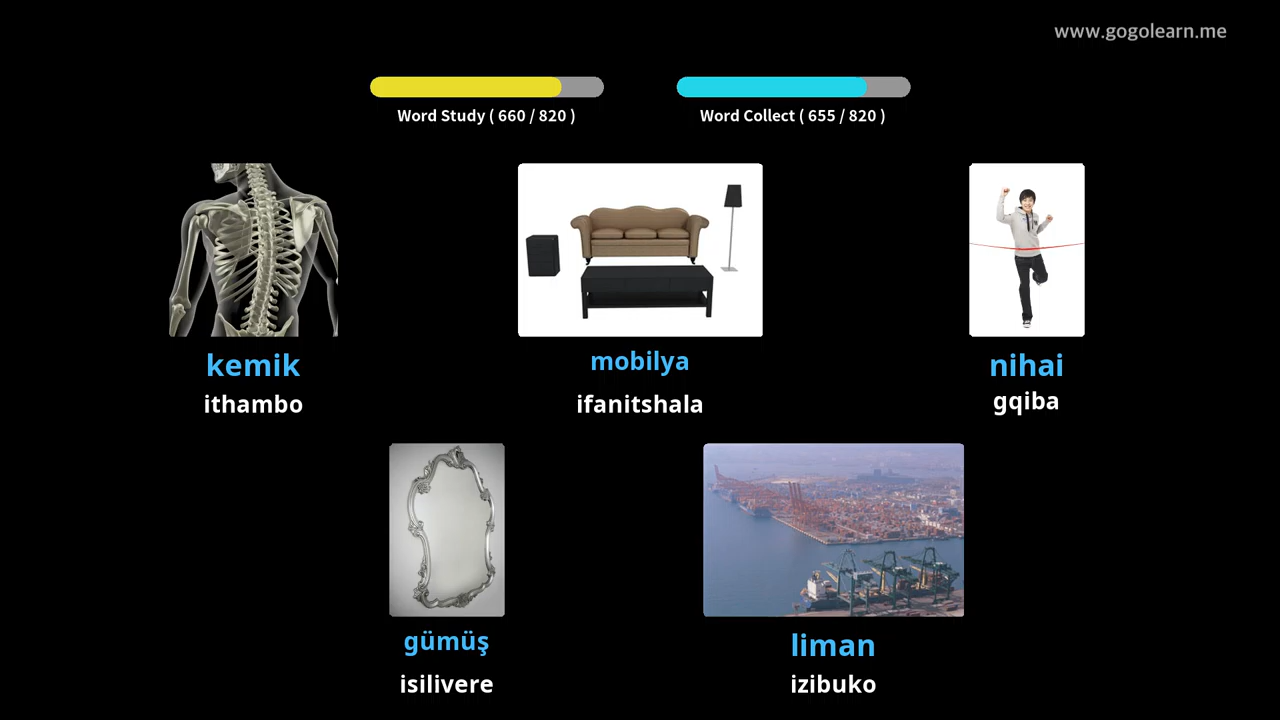 www.gogolearn.me
Word Study ( 660 / 820 )
Word Collect ( 655 / 820 )
kemik
ithambo
mobilya
ifanitshala
nihai
gqiba
gümüş
isilivere
liman
izibuko